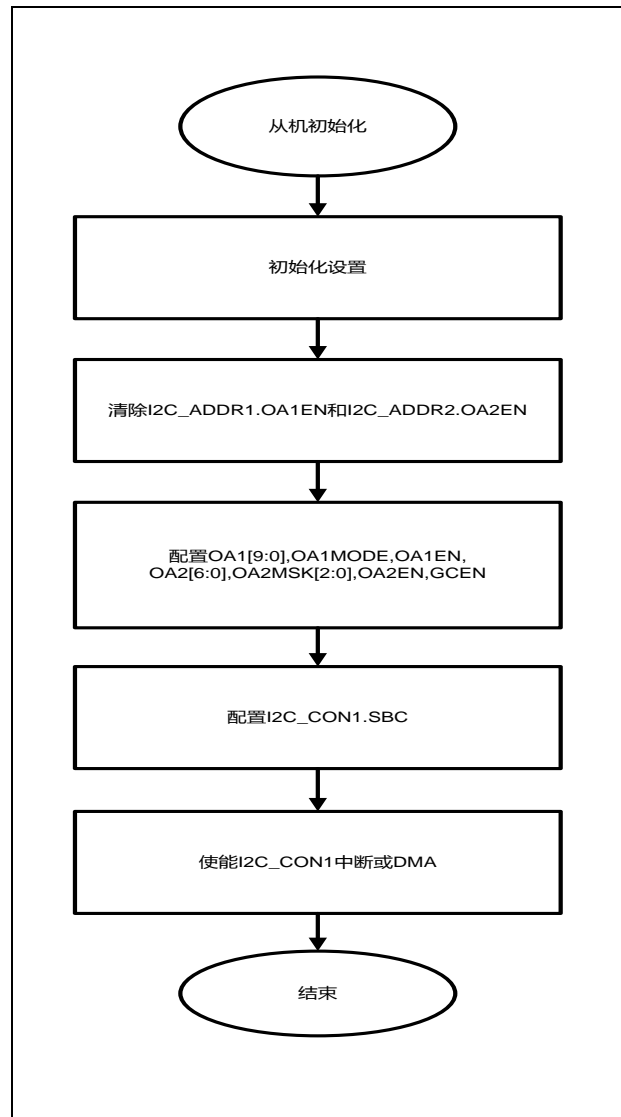 从机初始化
初始化设置
清除I2C_ADDR1.OA1EN和I2C_ADDR2.OA2EN
配置OA1[9:0],OA1MODE,OA1EN,
OA2[6:0],OA2MSK[2:0],OA2EN,GCEN
配置I2C_CON1.SBC
使能I2C_CON1中断或DMA
结束